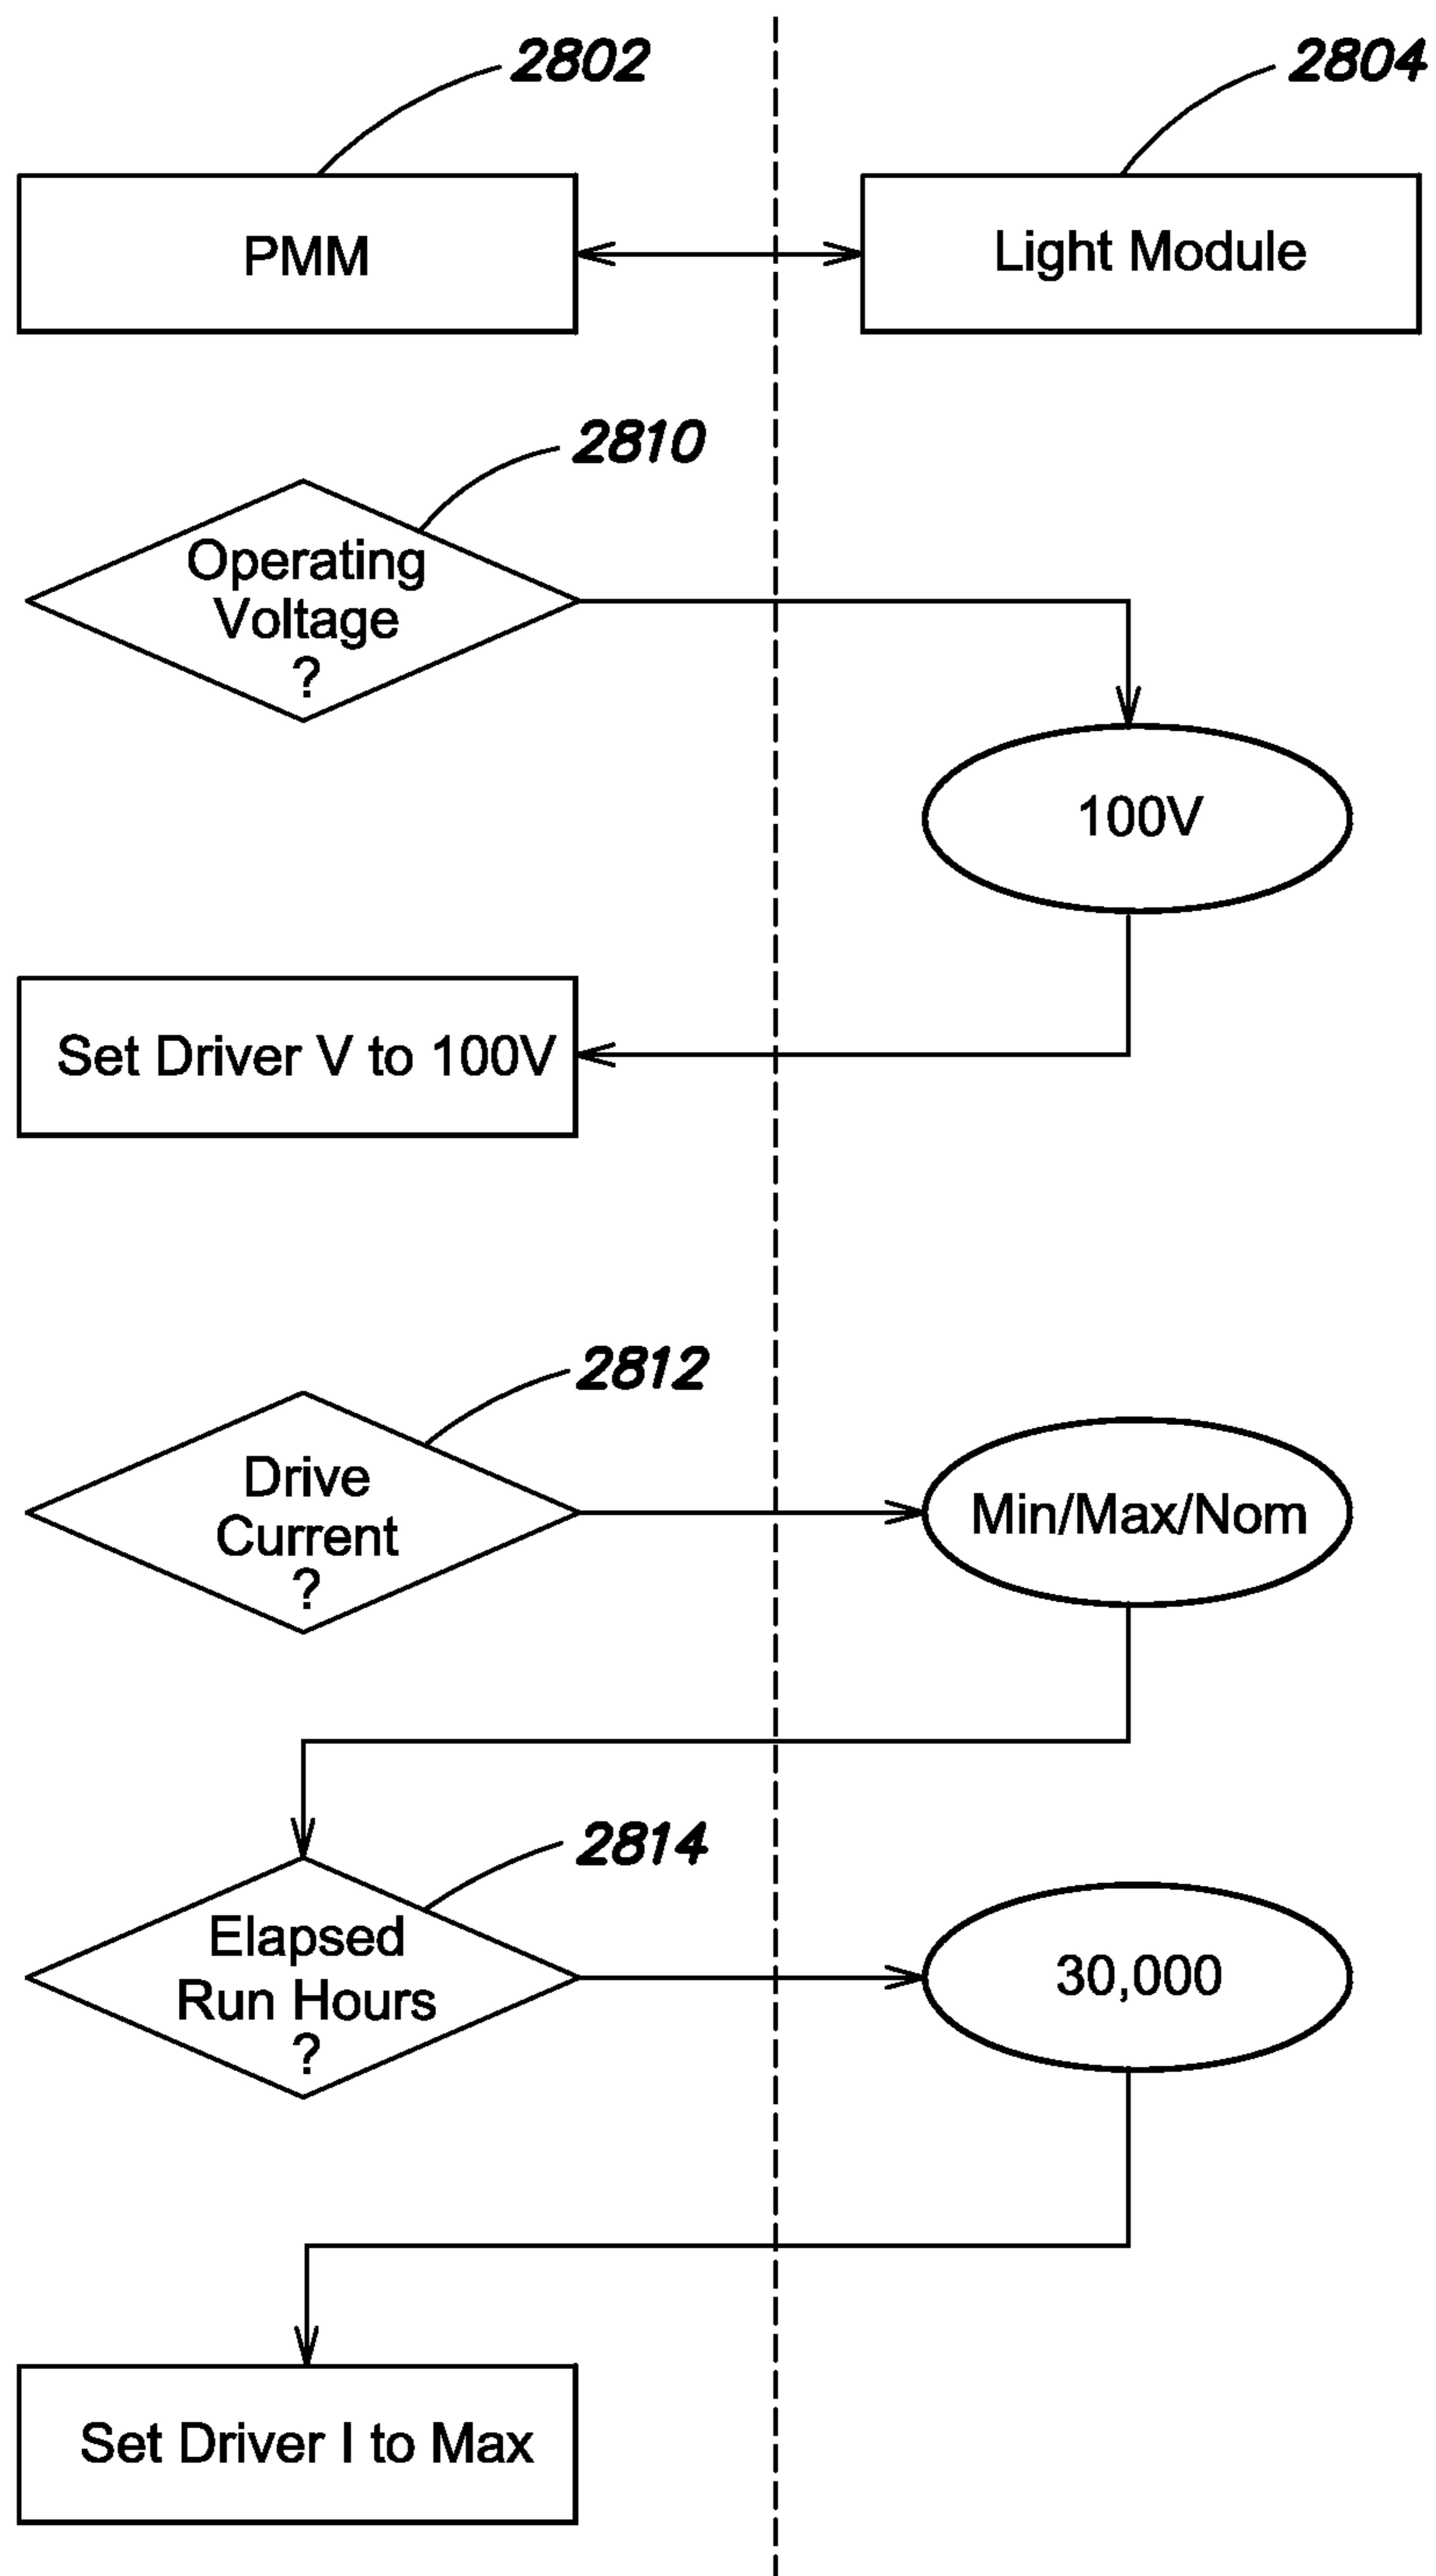 2802
2804
PMM
Light Module
2810
Operating
Voltage
?
100V
Set Driver V to 100V
2812
Drive
Current
?
Min/Max/Nom
2814
Elapsed
Run Hours
?
30,000
Set Driver I to Max